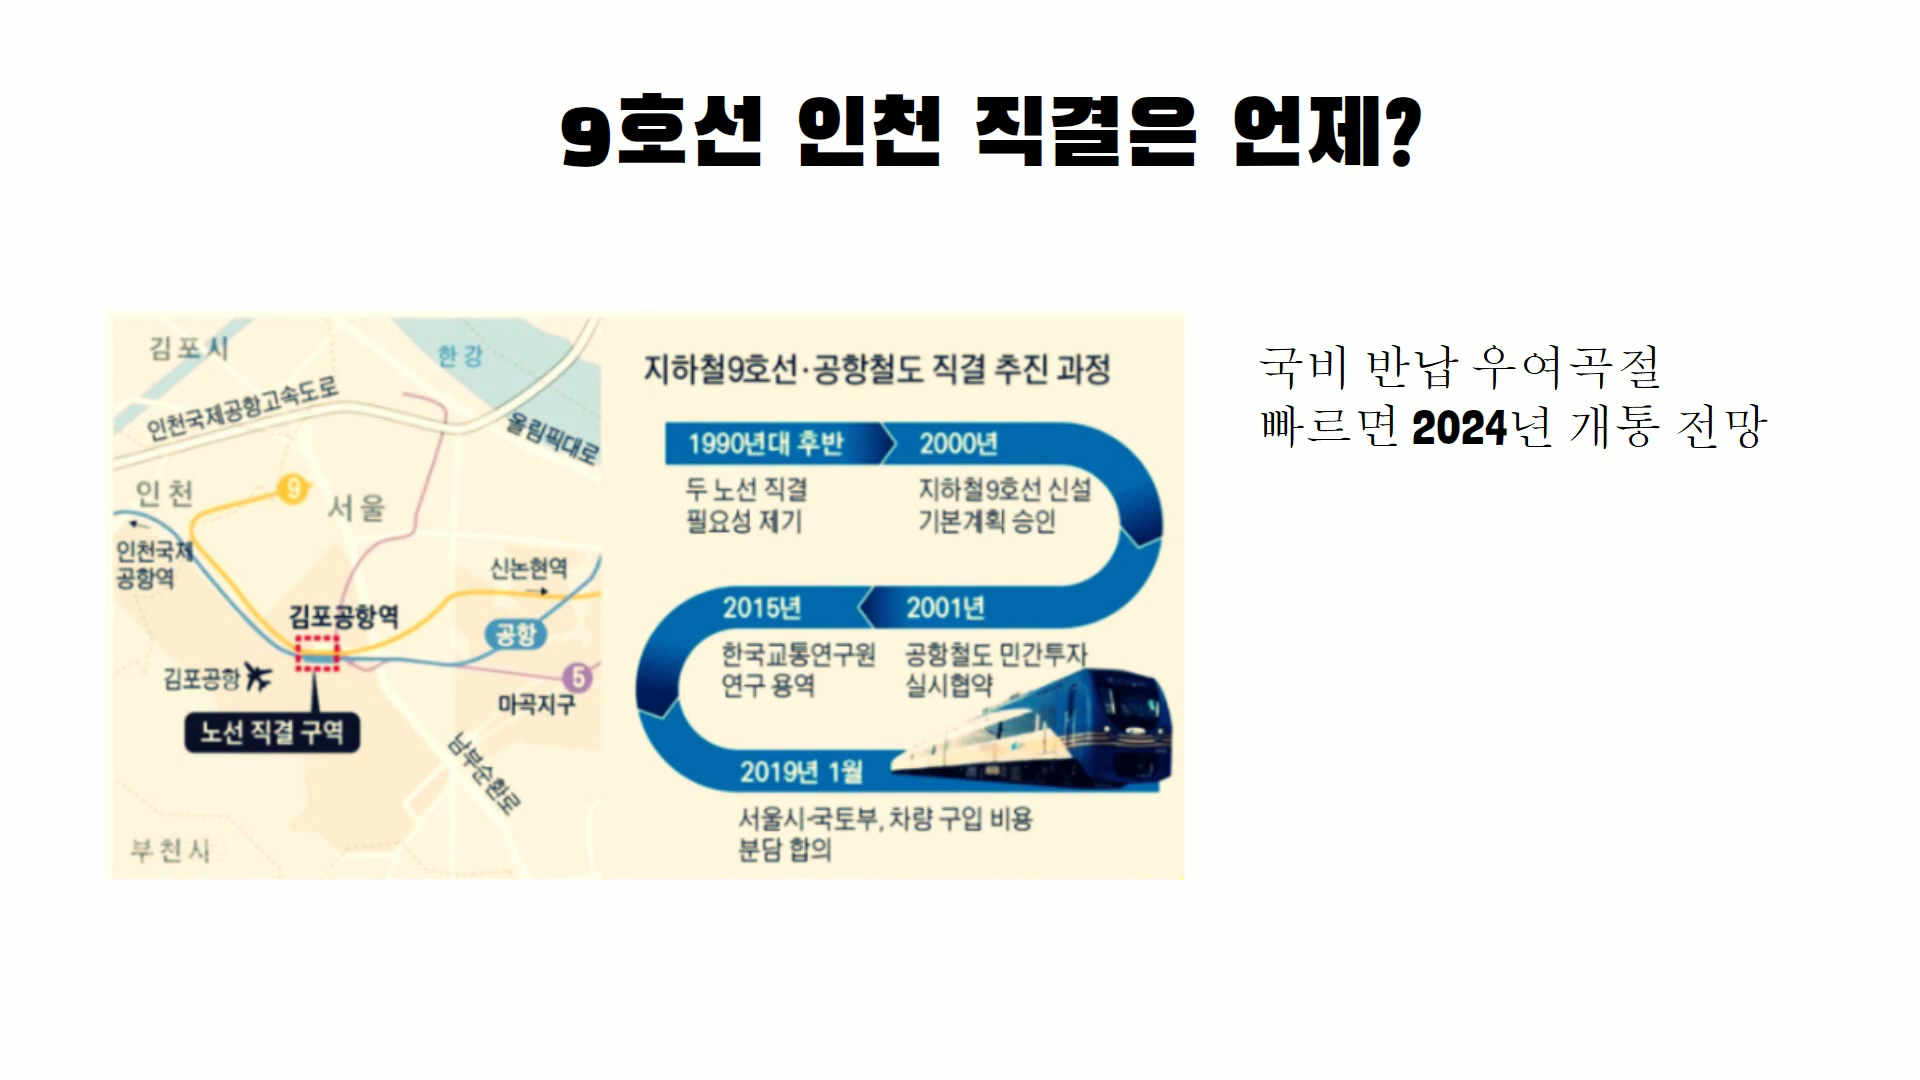 9호선 인천 직결은 언제?
김포시
한강
인천국제공항고속도로
올림픽대로
9
인천
서울
인천국제
공항역
신논현역
김포공항역
공항
김포공항
5
마곡지구
노선 직결 구역
남부순환로
부천시
지하철9호선·공항철도 직결 추진 과정
1990년대 후반
두 노선 직결
필요성 제기
2000년
지하철9호선 신설
기본계획 승인
2001년
공항철도 민간투자
실시협약
2015년
한국교통연구원
연구 용역
2019년 1월
서울시-국토부, 차량 구입 비용
분담 합의
국비 반납 우여곡절
빠르면 2024년 개통 전망